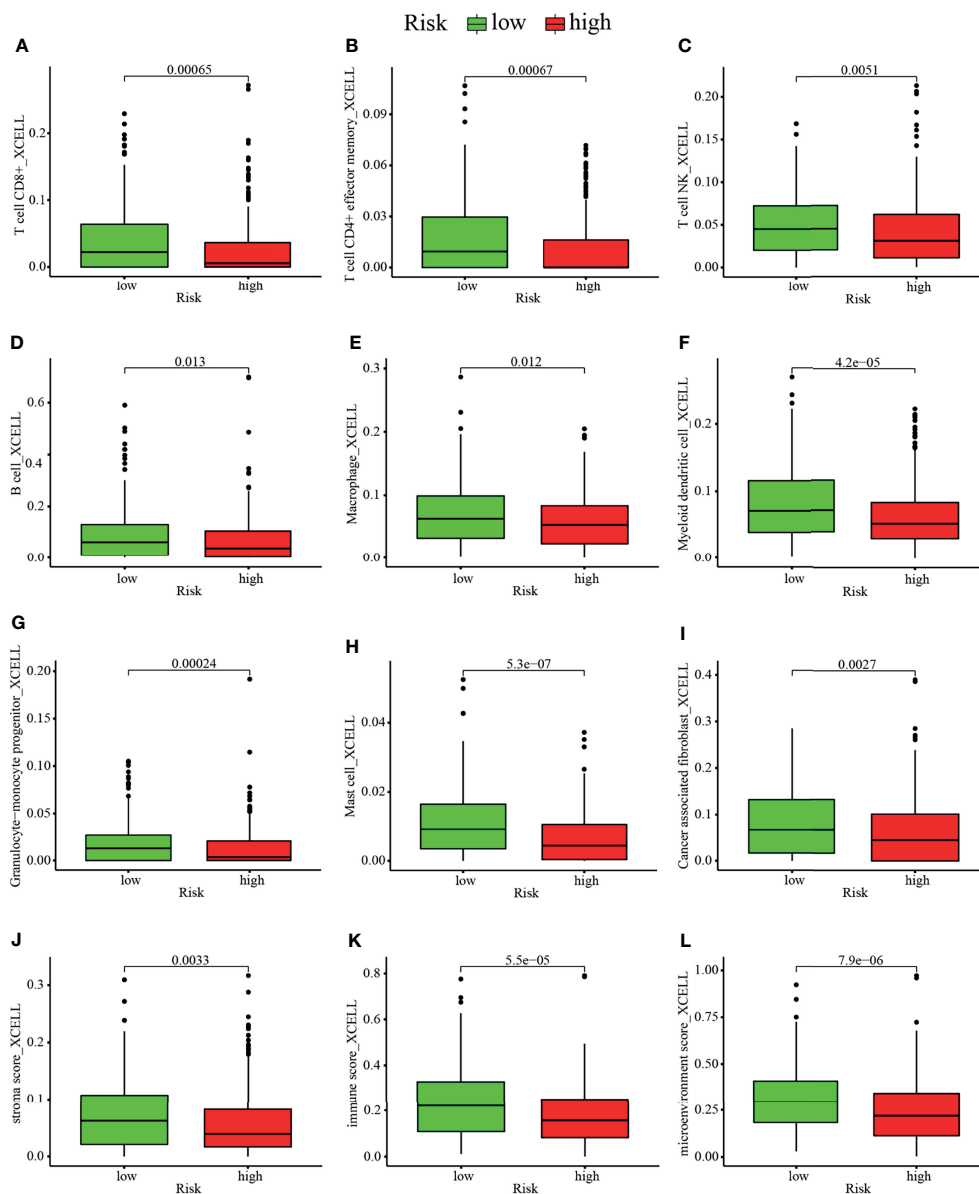 Risk low high
A
0.00065
T cell CD8+_XCELL
0.2
0.1
0.0
low high
Risk
B
0.00067
T cell CD4+ effector memory_XCELL
0.09
0.06
0.03
0.00
low high
Risk
C
0.0051
T cell NK_XCELL
0.20
0.15
0.10
0.05
0.00
low high
Risk
D
0.013
B cell_XCELL
0.6
0.4
0.2
0.0
low high
Risk
E
0.012
Macrophage_XCELL
0.3
0.2
0.1
0.0
low high
Risk
F
4.2e−05
Myeloid dendritic cell_XCELL
0.2
0.1
0.0
low high
Risk
G
0.00024
Granulocyte−monocyte progenitor_XCELL
0.20
0.15
0.10
0.05
0.00
low high
Risk
H
5.3e−07
Mast cell_XCELL
0.04
0.02
0.00
low high
Risk
I
0.0027
Cancer associated fibroblast_XCELL
0.4
0.3
0.2
0.1
0.0
low high
Risk
J
0.0033
stroma score_XCELL
0.3
0.2
0.1
0.0
low high
Risk
K
5.5e−05
immune score_XCELL
0.8
0.6
0.4
0.2
0.0
low high
Risk
L
7.9e−06
microenvironment score_XCELL
1.00
0.75
0.50
0.25
0.00
low high
Risk